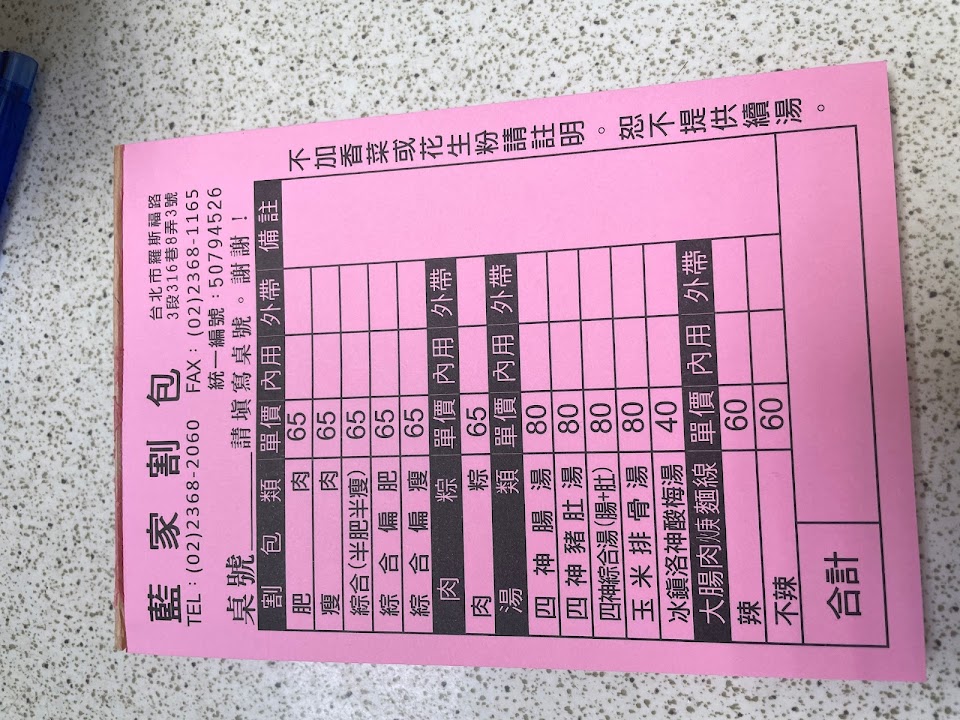 藍家割包
台北市羅斯福路
3段316巷8弄3號
TEL:(02)2368-2060 FAX:(02)2368-1165
統一編號:50794526
桌號＿＿＿請填寫桌號。謝謝！
割包類 單價 內用 外帶 備註
肥肉 65
瘦肉 65
綜合(半肥半瘦) 65
綜合偏肥 65
綜合偏瘦 65
肉粽 單價 內用 外帶
肉粽 65
湯類 單價 內用 外帶
四神腸湯 80
四神豬肚湯 80
四神綜合湯(腸+肚) 80
玉米排骨湯 80
冰鎮洛神酸梅湯 40
大腸肉焿麵線 單價 內用 外帶
辣 60
不辣 60
合計
不加香菜或花生粉請註明。恕不提供續湯。